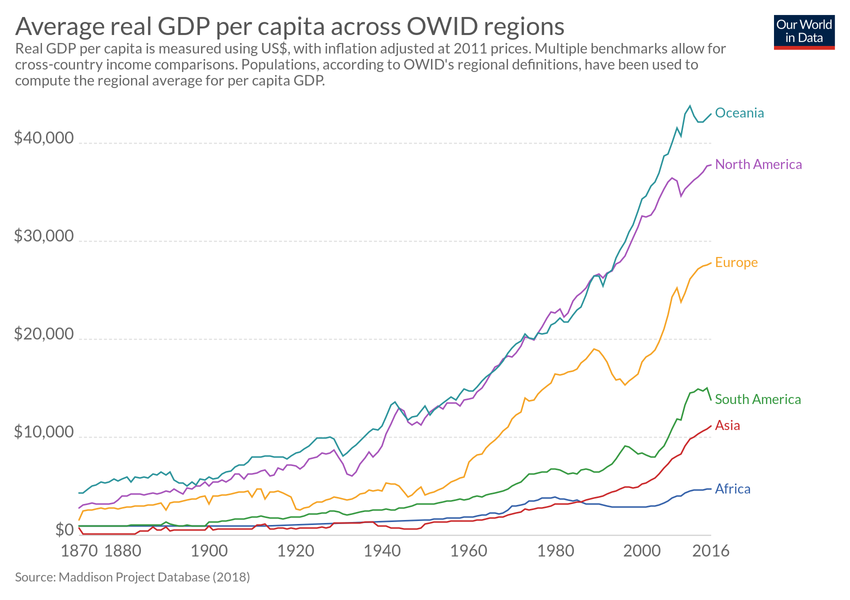 Average real GDP per capita across OWID regions
Our World
in Data
Real GDP per capita is measured using US$, with inflation adjusted at 2011 prices. Multiple benchmarks allow for
cross-country income comparisons. Populations, according to OWID's regional definitions, have been used to
compute the regional average for per capita GDP.
Oceania
$40,000
North America
$30,000
Europe
$20,000
South America
Asia
$10,000
Africa
$0
1870 1880 1900 1920 1940 1960 1980 2000 2016
Source: Maddison Project Database (2018)